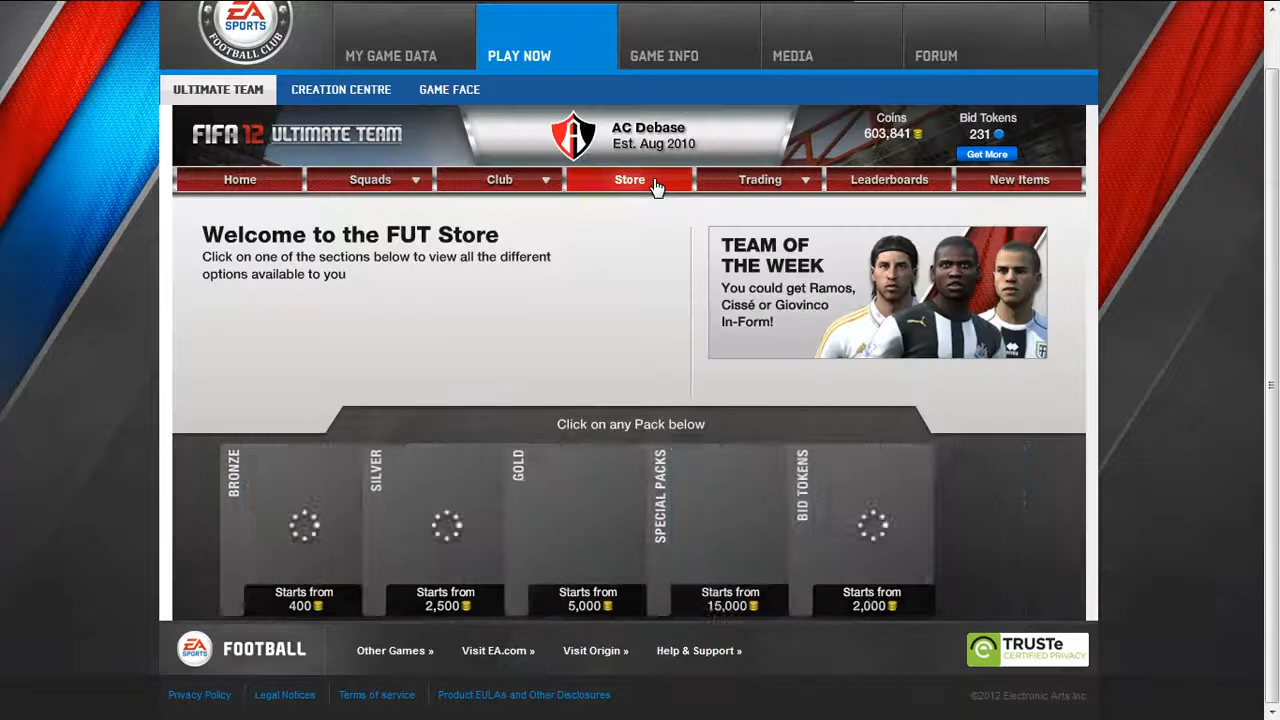 EA
SPORTS
FOOTBALL CLUB
MY GAME DATA
PLAY NOW
GAME INFO
MEDIA
FORUM
ULTIMATE TEAM
CREATION CENTRE
GAME FACE
FIFA 12 ULTIMATE TEAM
AC Debase
Est. Aug 2010
Coins
603,841
Bid Tokens
231
Get More
Home
Squads
Club
Store
Trading
Leaderboards
New Items
Welcome to the FUT Store
Click on one of the sections below to view all the different
options available to you
TEAM OF
THE WEEK
You could get Ramos,
Cissé or Giovinco
In-Form!
Click on any Pack below
BRONZE
Starts from
400
SILVER
Starts from
2,500
GOLD
Starts from
5,000
SPECIAL PACKS
Starts from
15,000
BID TOKENS
Starts from
2,000
EA
SPORTS
FOOTBALL
Other Games »
Visit EA.com »
Visit Origin »
Help & Support »
TRUSTe
CERTIFIED PRIVACY
Privacy Policy
Legal Notices
Terms of service
Product EULAs and Other Disclosures
©2012 Electronic Arts Inc.